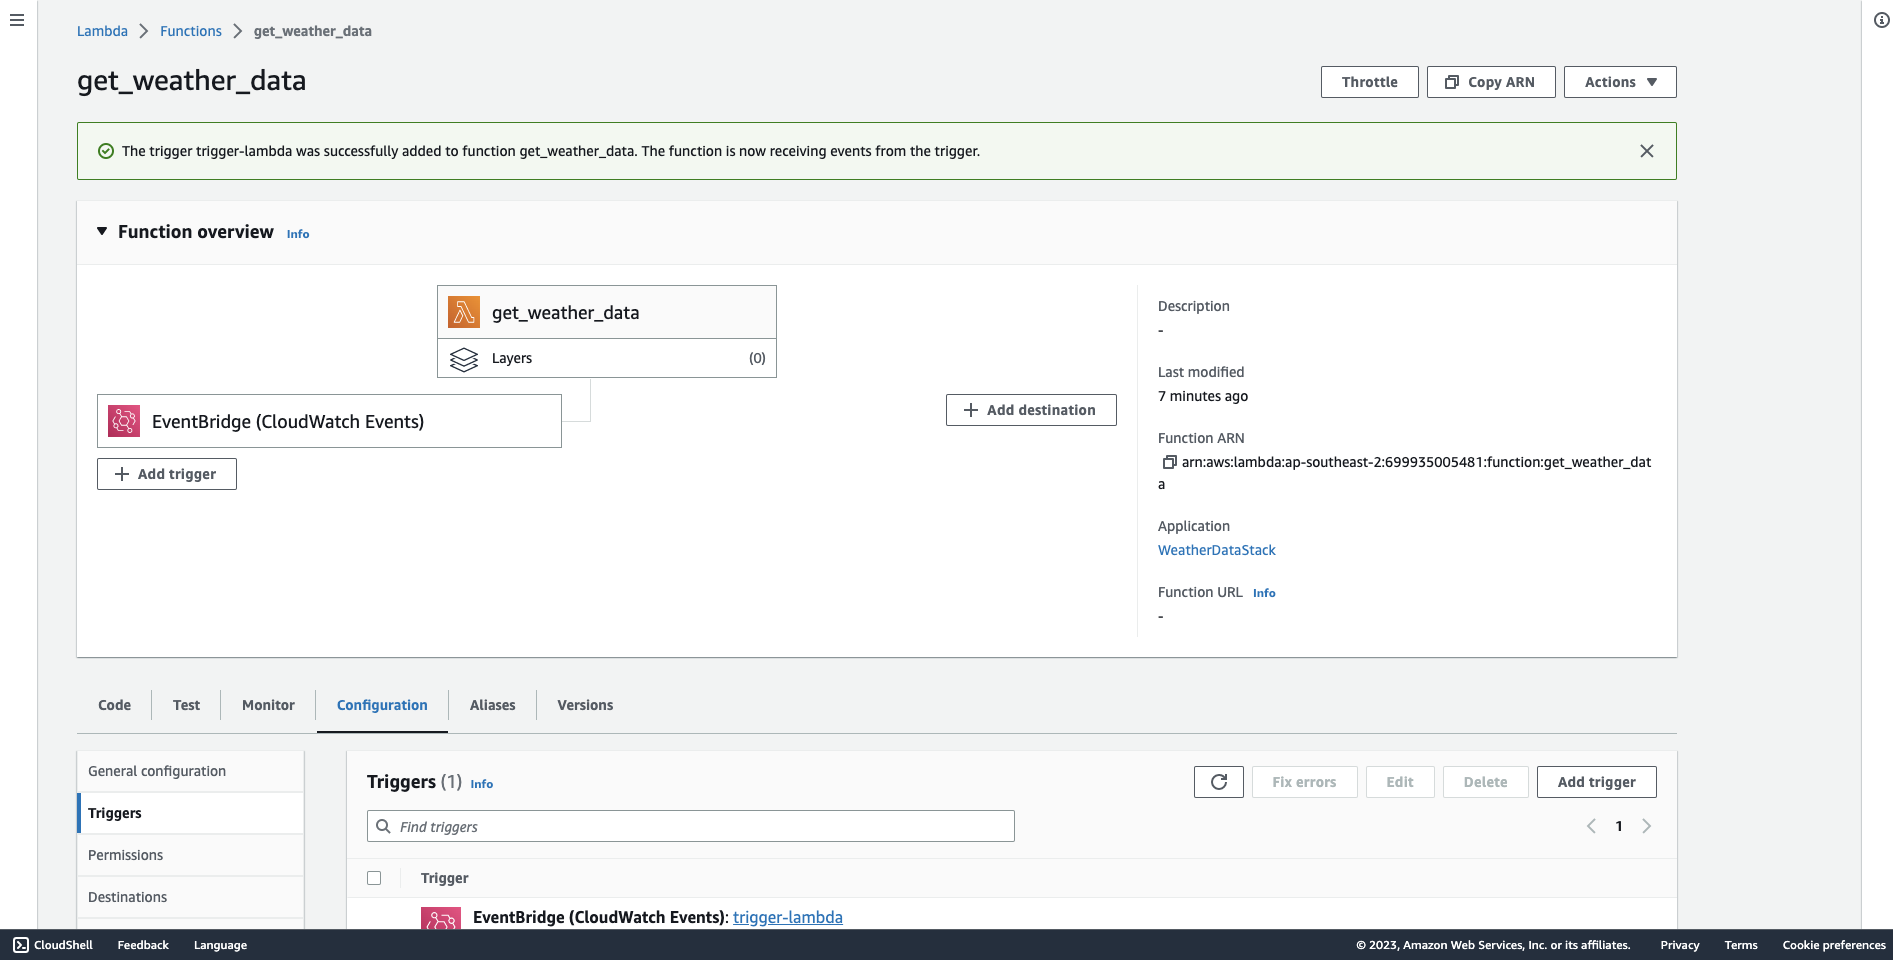 Lambda > Functions > get_weather_data
get_weather_data
Throttle
Copy ARN
Actions
The trigger trigger-lambda was successfully added to function get_weather_data. The function is now receiving events from the trigger.
Function overview Info
get_weather_data
Layers (0)
EventBridge (CloudWatch Events)
Add trigger
Add destination
Description
-
Last modified
7 minutes ago
Function ARN
arn:aws:lambda:ap-southeast-2:699935005481:function:get_weather_dat
a
Application
WeatherDataStack
Function URL Info
-
Code
Test
Monitor
Configuration
Aliases
Versions
General configuration
Triggers
Permissions
Destinations
Triggers (1) Info
Fix errors
Edit
Delete
Add trigger
Find triggers
1
Trigger
EventBridge (CloudWatch Events): trigger-lambda
CloudShell Feedback Language © 2023, Amazon Web Services, Inc. or its affiliates. Privacy Terms Cookie preferences